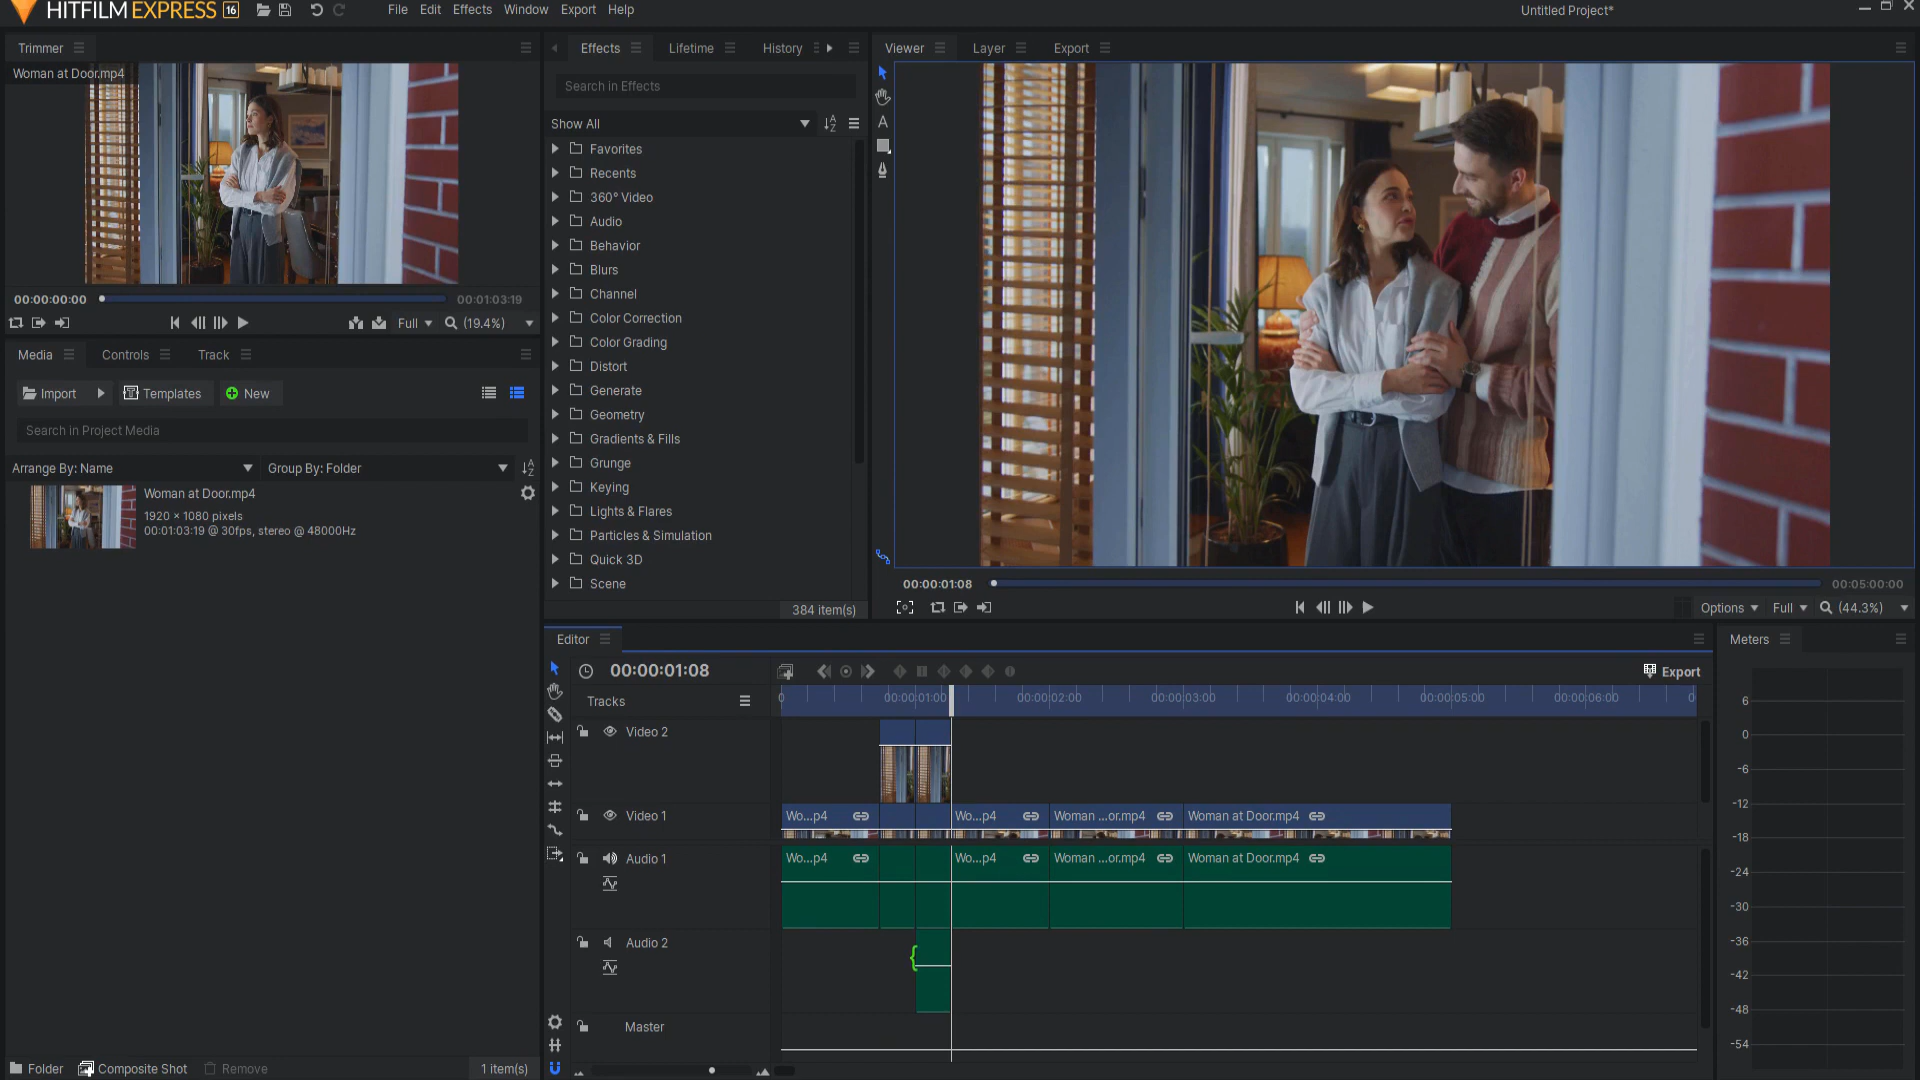 HITFILM EXPRESS 16
File Edit Effects Window Export Help
Untitled Project*
Trimmer
Woman at Door.mp4
00:00:00:00
00:01:03:19
Full
(19.4%)
Media
Controls
Track
Import
Templates
New
Search in Project Media
Arrange By: Name
Group By: Folder
Woman at Door.mp4
1920 × 1080 pixels
00:01:03:19 @ 30fps, stereo @ 48000Hz
Folder
Composite Shot
Remove
1 item(s)
Effects
Lifetime
History
Search in Effects
Show All
Favorites
Recents
360° Video
Audio
Behavior
Blurs
Channel
Color Correction
Color Grading
Distort
Generate
Geometry
Gradients & Fills
Grunge
Keying
Lights & Flares
Particles & Simulation
Quick 3D
Scene
384 item(s)
Viewer
Layer
Export
00:00:01:08
00:05:00:00
Options
Full
(44.3%)
Editor
00:00:01:08
Export
Tracks
0
00:00:01:00
00:00:02:00
00:00:03:00
00:00:04:00
00:00:05:00
00:00:06:00
0
Video 2
Video 1
Wo...p4
Wo...p4
Woman ...or.mp4
Woman at Door.mp4
Audio 1
Wo...p4
Wo...p4
Woman ...or.mp4
Woman at Door.mp4
Audio 2
Master
Meters
6
0
-6
-12
-18
-24
-30
-36
-42
-48
-54